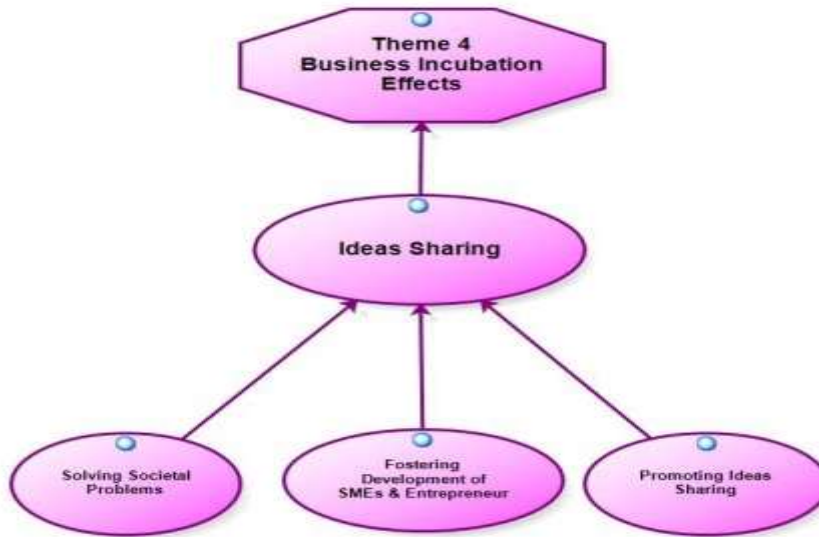 Theme 4
Business Incubation
Effects
Ideas Sharing
Solving Societal
Problems
Fostering
Development of
SMEs & Entrepreneur
Promoting Ideas
Sharing